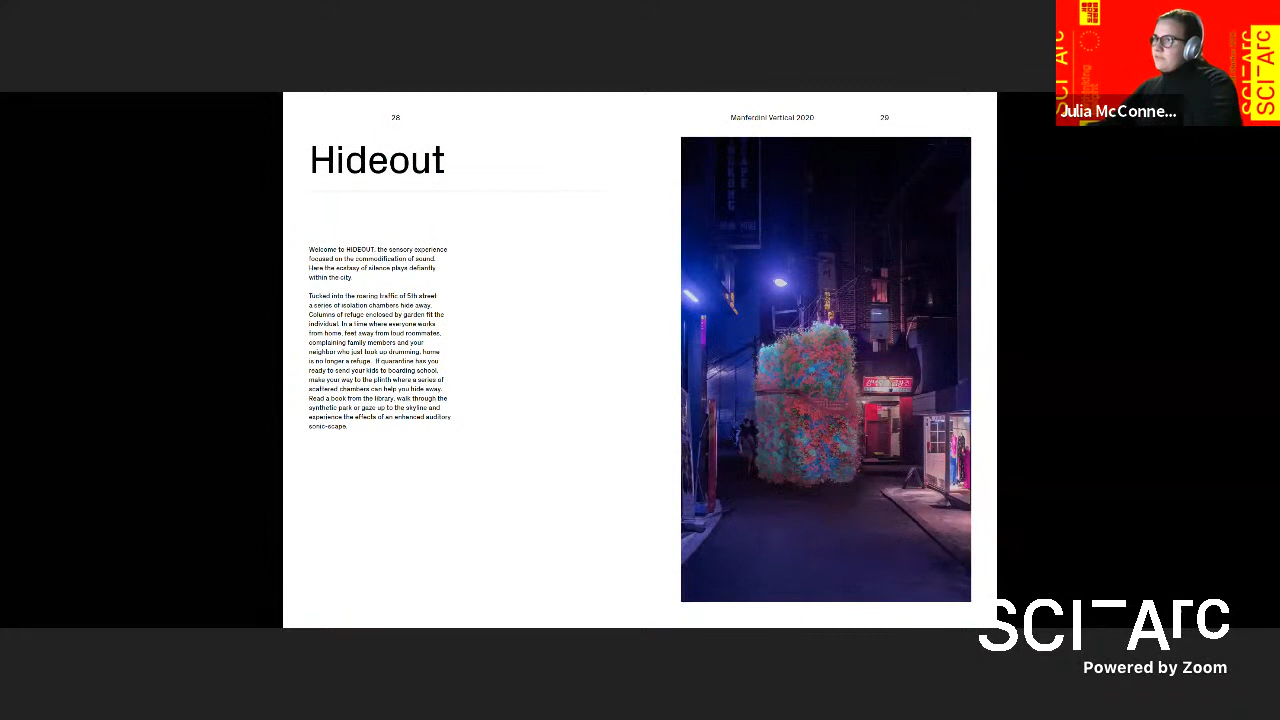 28
Manferdini Vertical 2020
29
Hideout
Welcome to HIDEOUT, the sensory experience
focused on the commodification of sound.
Here the ecstasy of silence plays defiantly
within the city.
Tucked into the roaring traffic of 5th street
a series of isolation chambers hide away.
Columns of refuge enclosed by garden fit the
individual. In a time where everyone works
from home, feet away from loud roommates,
complaining family members and your
neighbor who just took up drumming, home
is no longer a refuge. If quarantine has you
ready to send your kids to boarding school,
make your way to the plinth where a series of
scattered chambers can help you hide away.
Read a book from the library, walk through the
synthetic park or gaze up to the skyline and
experience the effects of an enhanced auditory
sonic-scape.
SCI-Arc
SCI-Arc
Julia McConne...
SCI-Arc
Powered by Zoom